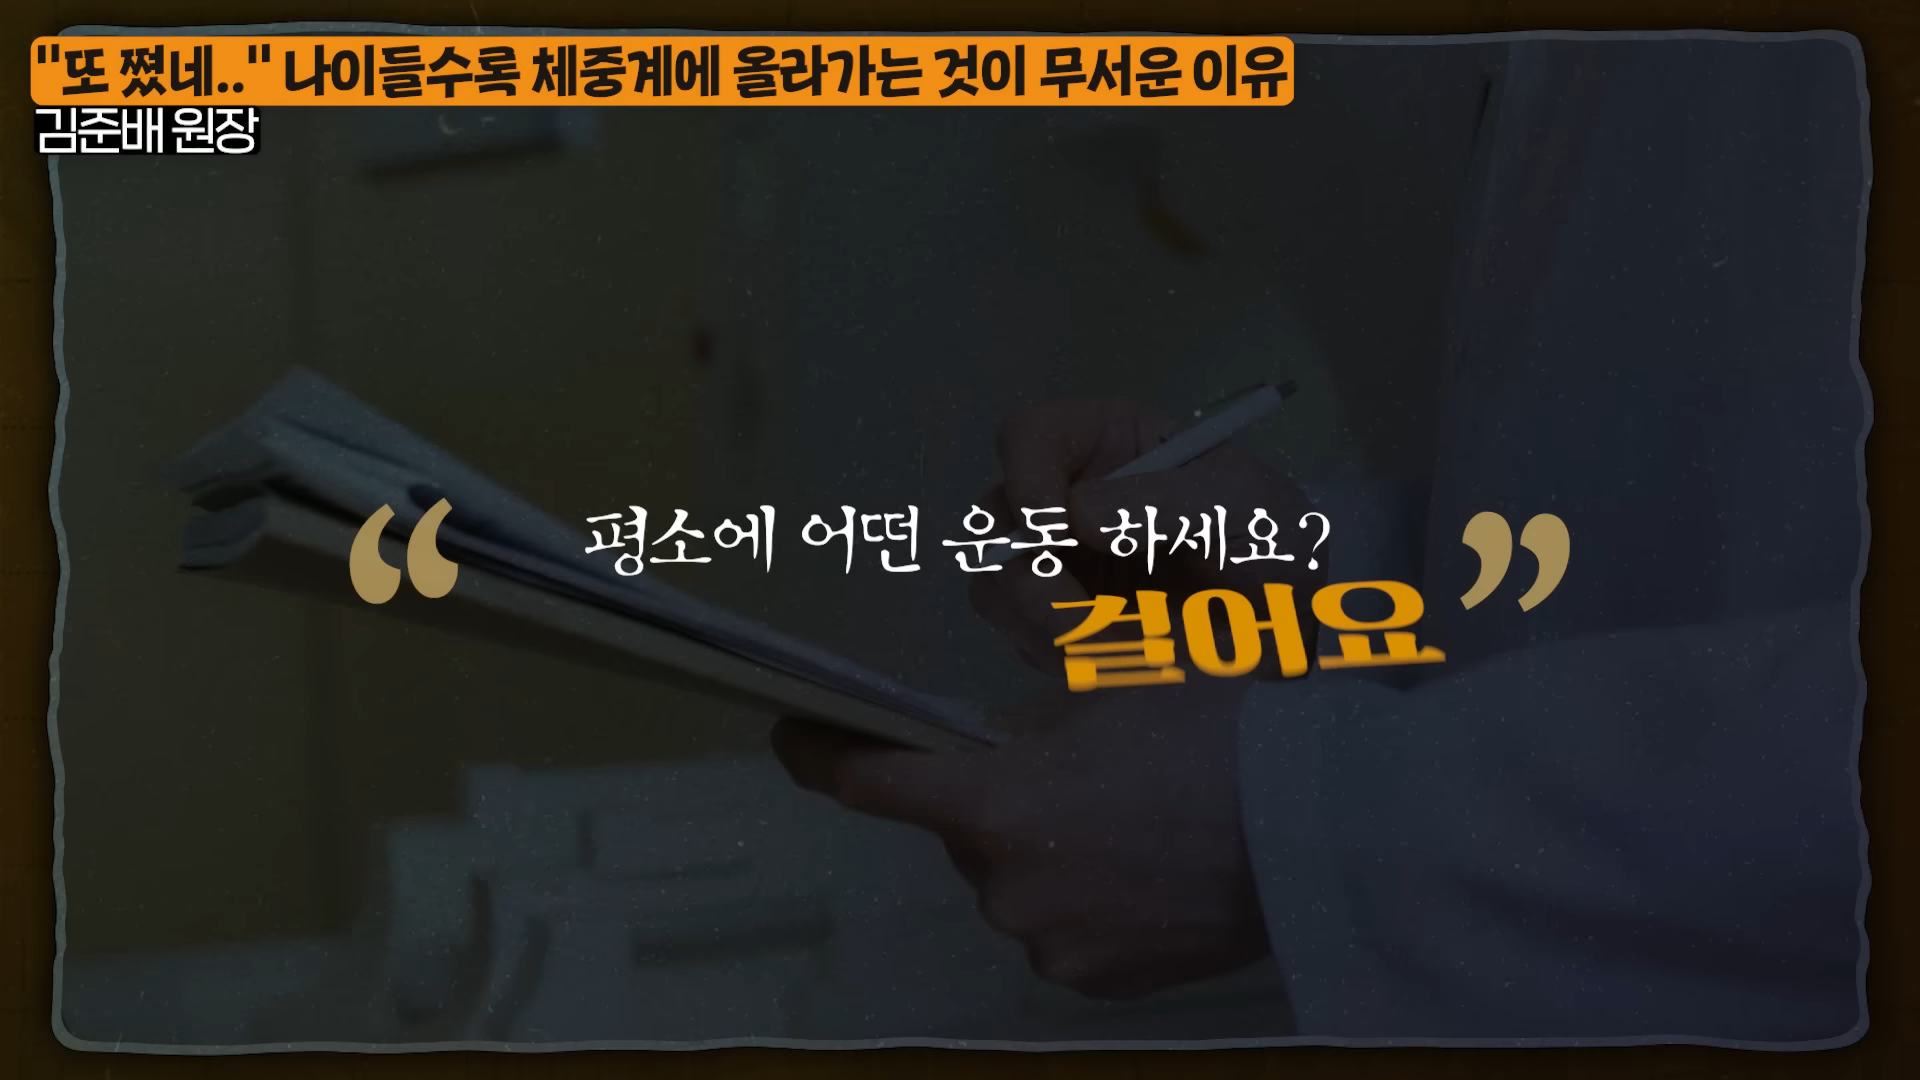 "또 쪘네.." 나이들수록 체중계에 올라가는 것이 무서운 이유
김준배 원장
“ 평소에 어떤 운동 하세요? ”
걸어요